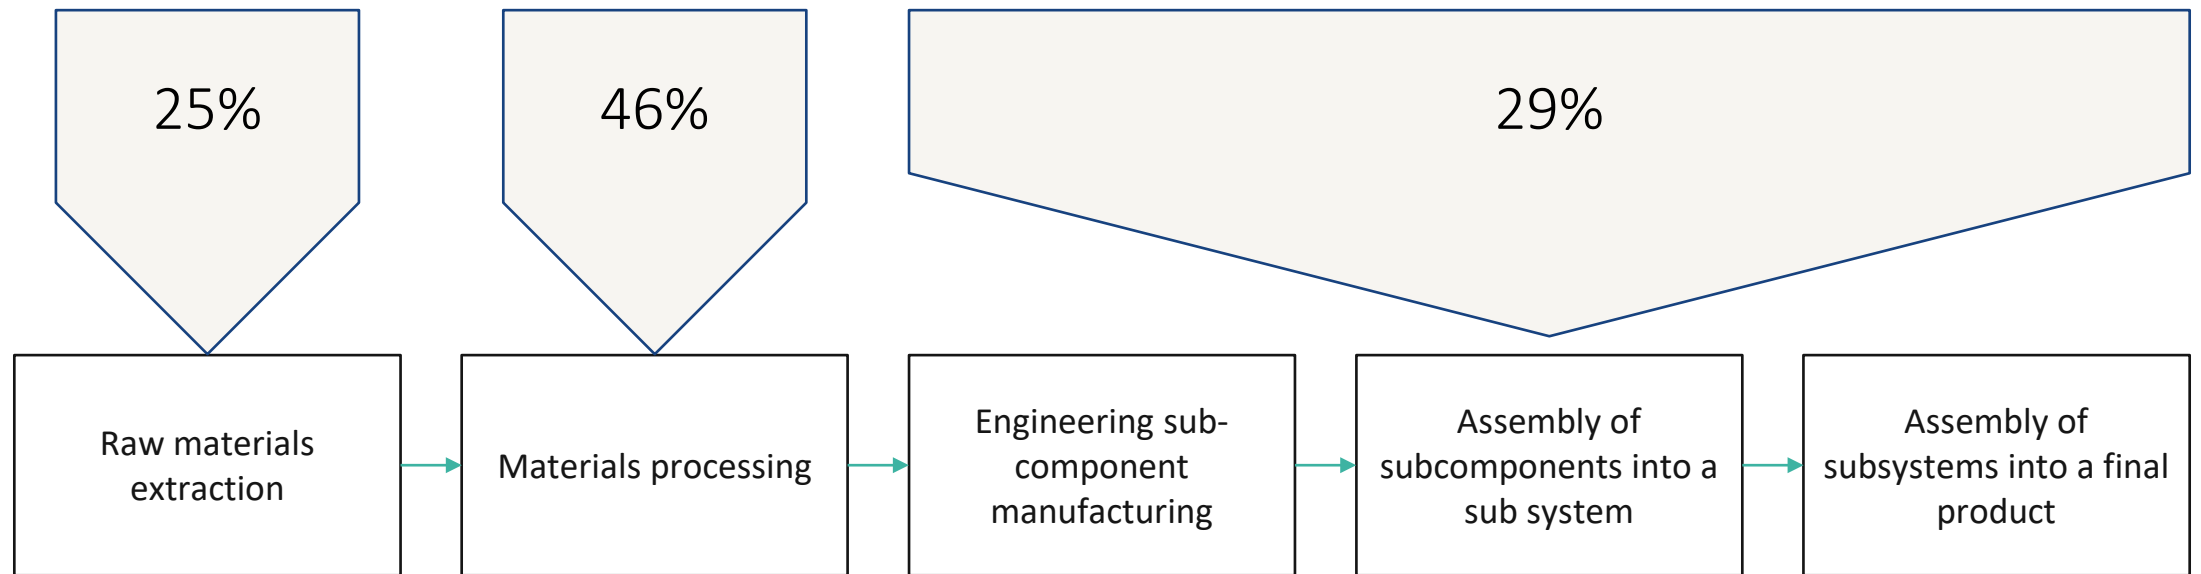 25%
46%
29%
Raw materials
extraction
Materials processing
Engineering sub-
component
manufacturing
Assembly of
subcomponents into a
sub system
Assembly of
subsystems into a final
product